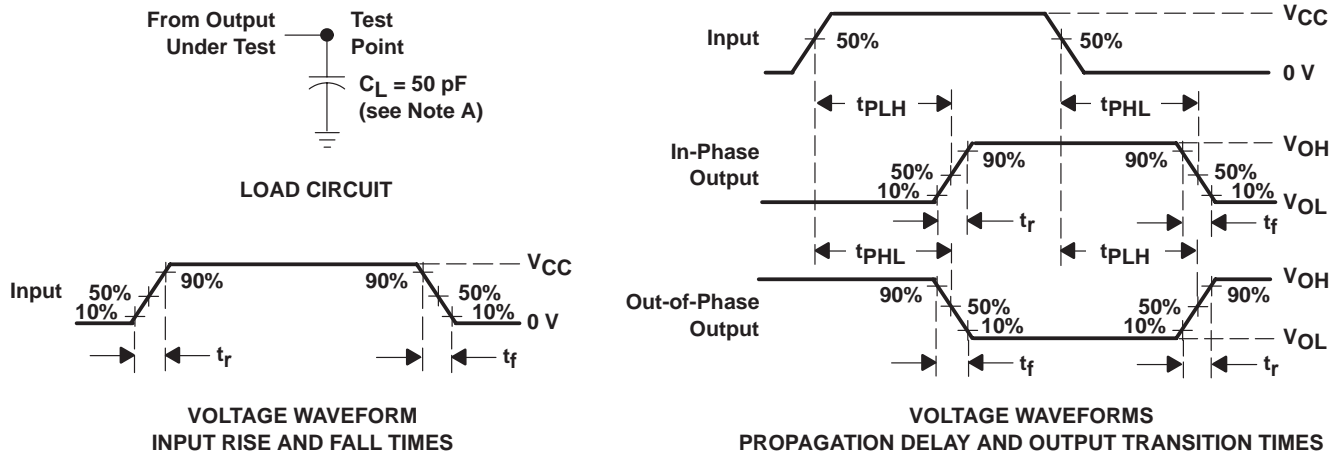 From Output
Under Test
Test
Point
CL = 50 pF
(see Note A)
LOAD CIRCUIT
Input
50%
10%
90%
90%
50%
10%
VCC
0 V
tr
tf
VOLTAGE WAVEFORM
INPUT RISE AND FALL TIMES
Input
50%
50%
VCC
0 V
tPLH
tPHL
In-Phase
Output
50%
10%
90%
90%
50%
10%
VOH
VOL
tr
tf
tPHL
tPLH
Out-of-Phase
Output
90%
50%
10%
50%
10%
90%
VOH
VOL
tf
tr
VOLTAGE WAVEFORMS
PROPAGATION DELAY AND OUTPUT TRANSITION TIMES